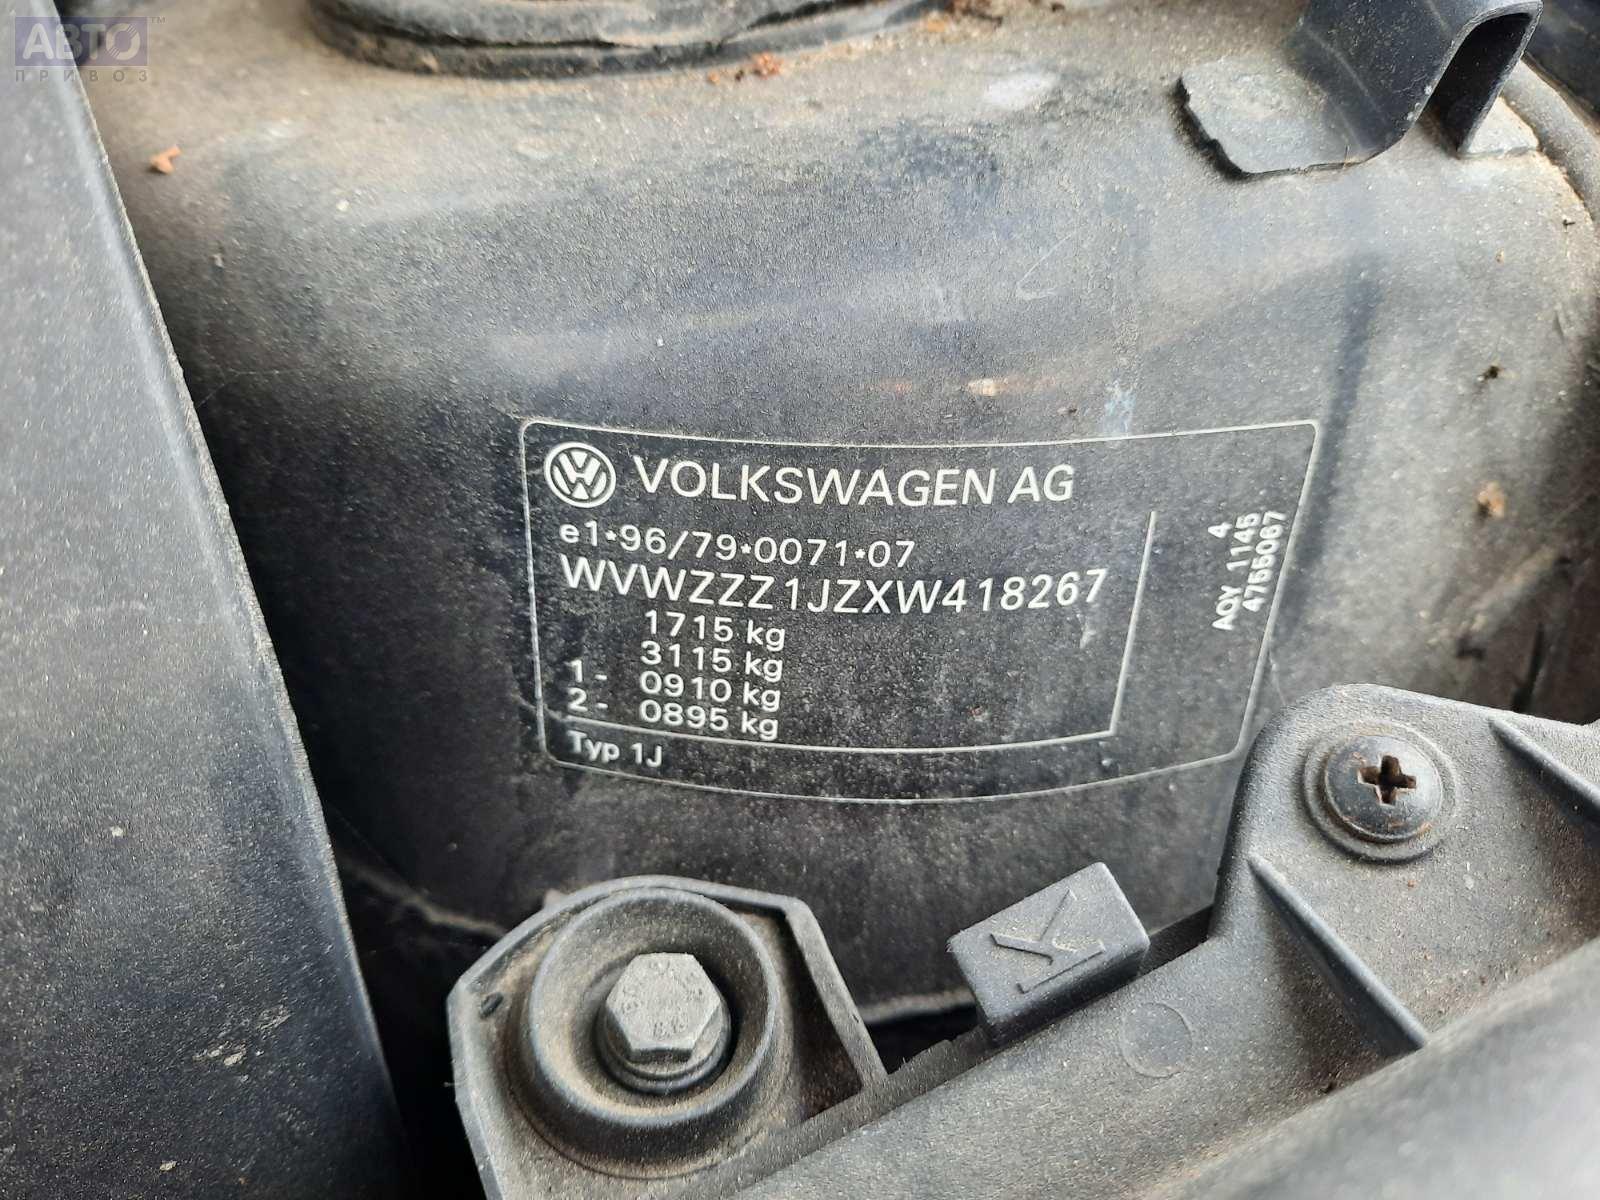 АВТО™
ПРИВОЗ
VOLKSWAGEN AG
e1*96/79*0071*07
WVWZZZ1JZXW418267
1715 kg
3115 kg
1- 0910 kg
2- 0895 kg
Typ 1J
4
AQY 1145
4755067
K